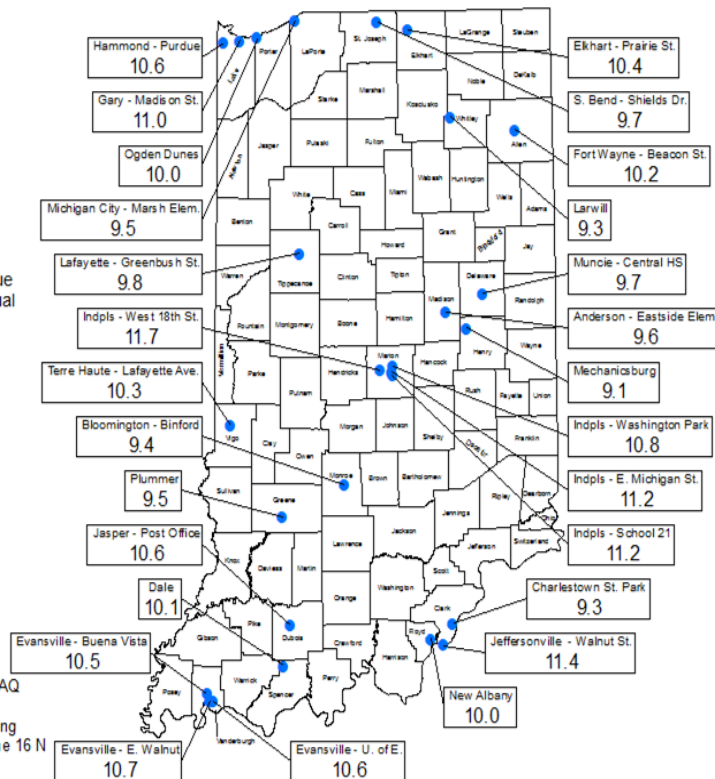 Hammond - Purdue
10.6
Gary - Madison St.
11.0
Ogden Dunes
10.0
Michigan City - Marsh Elem.
9.5
Lafayette - Greenbush St.
9.8
Indpls - West 18th St.
11.7
Terre Haute - Lafayette Ave.
10.3
Bloomington - Binford
9.4
Plummer
9.5
Jasper - Post Office
10.6
Dale
10.1
Evansville - Buena Vista
10.5
Evansville - E. Walnut
10.7
Evansville - U. of E.
10.6
Elkhart - Prairie St.
10.4
S. Bend - Shields Dr.
9.7
Fort Wayne - Beacon St.
10.2
Larwill
9.3
Muncie - Central HS
9.7
Anderson - Eastside Elem
9.6
Mechanicsburg
9.1
Indpls - Washington Park
10.8
Indpls - E. Michigan St.
11.2
Indpls - School 21
11.2
Charlestown St. Park
9.3
Jeffersonville - Walnut St.
11.4
New Albany
10.0
ue
ual
AQ
ng
e 16 N
Porter
LaPorte
St. Joseph
Elkhart
LaGrange
Steuben
Noble
DeKalb
Starke
Marshall
Kosciusko
Whitley
Allen
Newton
Jasper
Pulaski
Fulton
Wabash
Huntington
Wells
Adams
White
Cass
Miami
Benton
Carroll
Howard
Grant
Jay
Warren
Tippecanoe
Clinton
Tipton
Madison
Delaware
Randolph
Fountain
Montgomery
Boone
Hamilton
Vermillion
Parke
Putnam
Hendricks
Marion
Hancock
Henry
Wayne
Rush
Fayette
Union
Vigo
Clay
Owen
Morgan
Johnson
Shelby
Decatur
Franklin
Sullivan
Greene
Monroe
Brown
Bartholomew
Jennings
Ripley
Dearborn
Ohio
Switzerland
Jefferson
Knox
Daviess
Martin
Lawrence
Jackson
Scott
Washington
Orange
Clark
Gibson
Pike
Dubois
Crawford
Harrison
Floyd
Posey
Vanderburgh
Warrick
Spencer
Perry